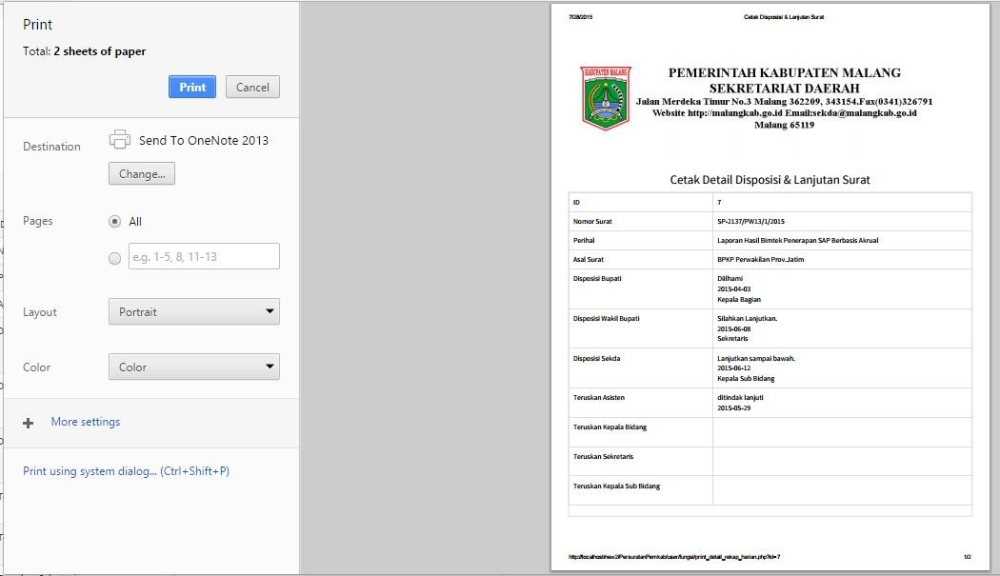 Print
Total: 2 sheets of paper
Print
Cancel
Destination
Send To OneNote 2013
Change...
Pages
All
e.g. 1-5, 8, 11-13
Layout
Portrait
Color
Color
More settings
Print using system dialog... (Ctrl+Shift+P)
7/28/2015 Cetak Disposisi & Lanjutan Surat
KABUPATEN MALANG
PEMERINTAH KABUPATEN MALANG
SEKRETARIAT DAERAH
Jalan Merdeka Timur No.3 Malang 362209, 343154.Fax(0341)326791
Website http://malangkab.go.id Email:sekda@malangkab.go.id
Malang 65119
Cetak Detail Disposisi & Lanjutan Surat
ID 7
Nomor Surat SP-2137/PW13/1/2015
Perihal Laporan Hasil Bimtek Penerapan SAP Berbasis Akrual
Asal Surat BPKP Perwakilan Prov.Jatim
Disposisi Bupati Diilhami
2015-04-03
Kepala Bagian
Disposisi Wakil Bupati Silahkan Lanjutkan.
2015-06-08
Sekretaris
Disposisi Sekda Lanjutkan sampai bawah.
2015-06-12
Kepala Sub Bidang
Teruskan Asisten ditindak lanjuti
2015-05-29
Teruskan Kepala Bidang
Teruskan Sekretaris
Teruskan Kepala Sub Bidang
http://localhost/new2/PersuratanPemkab/user/fungsi/print_detail_rekap_harian.php?id=7 1/2